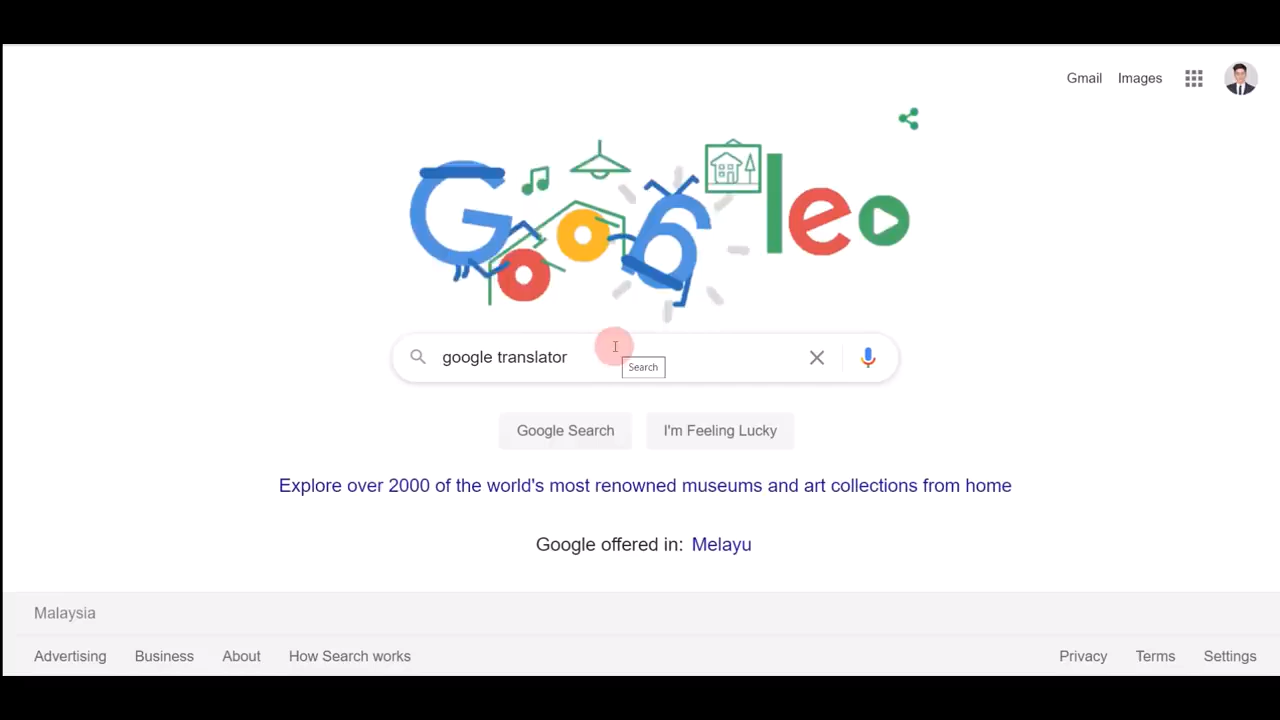 Gmail Images
Google
google translator
Search
Google Search I'm Feeling Lucky
Explore over 2000 of the world's most renowned museums and art collections from home
Google offered in: Melayu
Malaysia
Advertising Business About How Search works Privacy Terms Settings